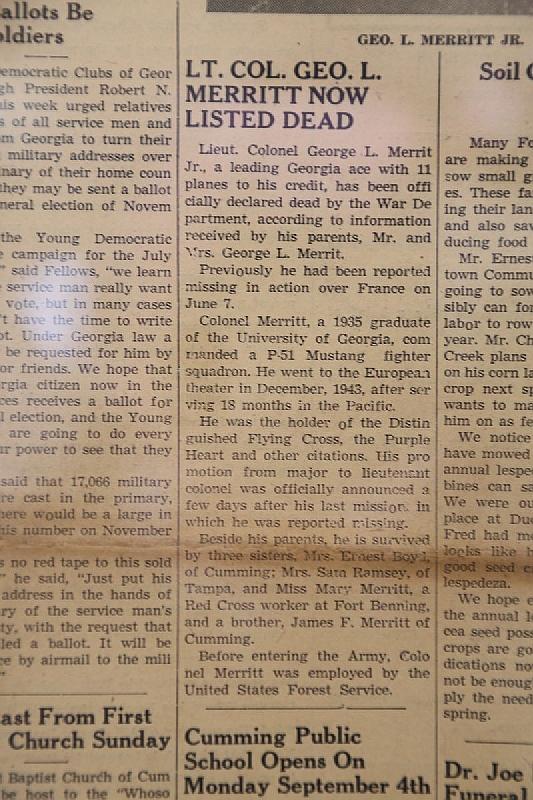 allots Be
oldiers
emocratic Clubs of Geor
gh President Robert N.
his week urged relatives
s of all service men and
m Georgia to turn their
military addresses over
inary of their home coun
they may be sent a ballot
neral election of Novem
the Young Democratic
e campaign for the July
" said Fellows, "we learn
e service man really want
vote, but in many cases
't have the time to write
ot. Under Georgia law a
be requested for him by
or friends. We hope that
rgia citizen now in the
ces receives a ballot for
l election, and the Young
are going to do every
ur power to see that they
said that 17,066 military
re cast in the primary,
here would be a large in
his number on November
s no red tape to this sold
" he said, "Just put his
address in the hands of
ry of the service man's
ty, with the request that
led a ballot. It will be
ce by airmail to the mill
"
ast From First
Church Sunday
Baptist Church of Cum
be host to the "Whoso
GEO. L. MERRITT JR.
LT. COL. GEO. L.
MERRITT NOW
LISTED DEAD
Lieut. Colonel George L. Merrit
Jr., a leading Georgia ace with 11
planes to his credit, has been offi
cially declared dead by the War De
partment, according to information
received by his parents, Mr. and
Mrs. George L. Merrit.
Previously he had been reported
missing in action over France on
June 7.
Colonel Merritt, a 1935 graduate
of the University of Georgia, com
manded a P-51 Mustang fighter
squadron. He went to the European
theater in December, 1943, after ser
ving 18 months in the Pacific.
He was the holder of the Distin
guished Flying Cross, the Purple
Heart and other citations. His pro
motion from major to lieutenant
colonel was officially announced a
few days after his last mission in
which he was reported missing.
Beside his parents, he is survived
by three sisters, Mrs. Ernest Boyd,
of Cumming; Mrs. Sara Ramsey, of
Tampa, and Miss Mary Merritt, a
Red Cross worker at Fort Benning,
and a brother, James F. Merritt of
Cumming.
Before entering the Army, Colo
nel Merritt was employed by the
United States Forest Service.
Cumming Public
School Opens On
Monday September 4th
Soil
Many Fo
are making
sow small g
es. These fa
ing their lan
and also sav
ducing food
Mr. Ernes
town Commu
going to sow
sibly can for
labor to row
year. Mr. Ch
Creek plans
on his corn la
crop next sp
wants to ma
him on as fe
We notice
have mowed
annual lespe
bines can sa
We were ou
place at Due
Fred had m
looks like h
good seed c
lespedeza.
We hope e
the annual l
cea seed poss
crops are go
dications now
not be enoug
ply the need
spring.
Dr. Joe
Funeral